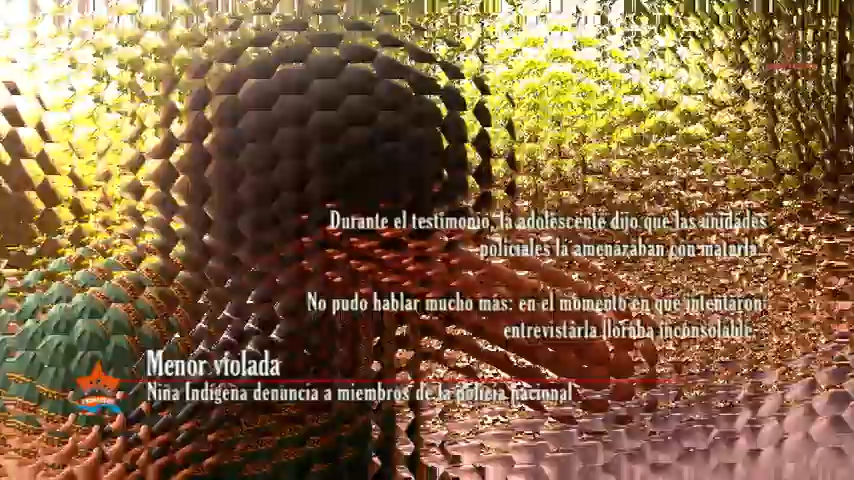 Durante el testimonio, la adolescente dijo que las unidades
policiales la amenazaban con matarla...
No pudo hablar mucho más: en el momento en que intentaron
entrevistarla lloraba inconsolable.
Menor violada
Niña Indígena denuncia a miembros de la policía nacional